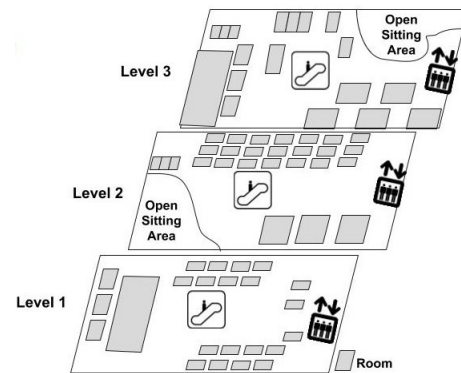 Open
Sitting
Area
Level 3
Level 2
Open
Sitting
Area
Level 1
Room